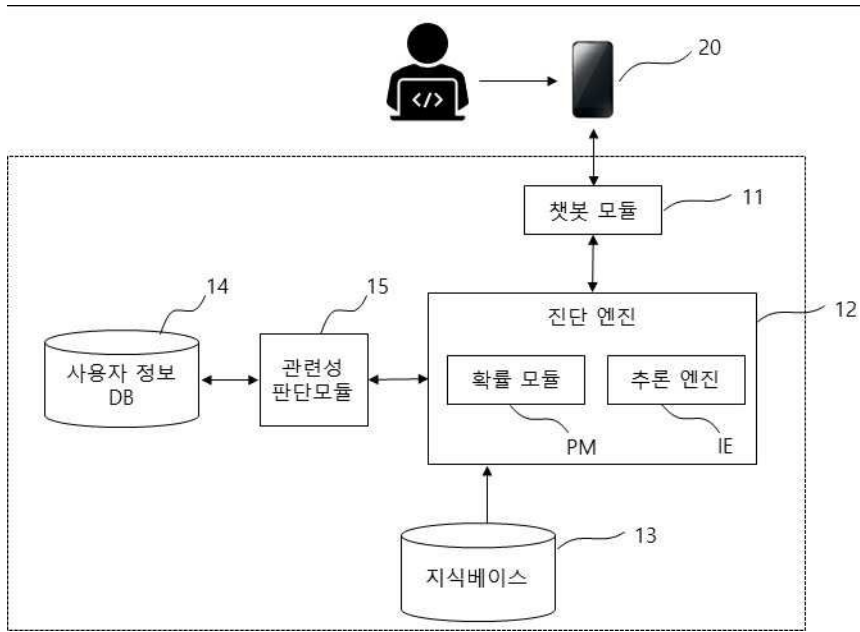 </>
20
챗봇 모듈
11
14
15
진단 엔진
12
사용자 정보
DB
관련성
판단모듈
확률 모듈
추론 엔진
PM
IE
지식베이스
13